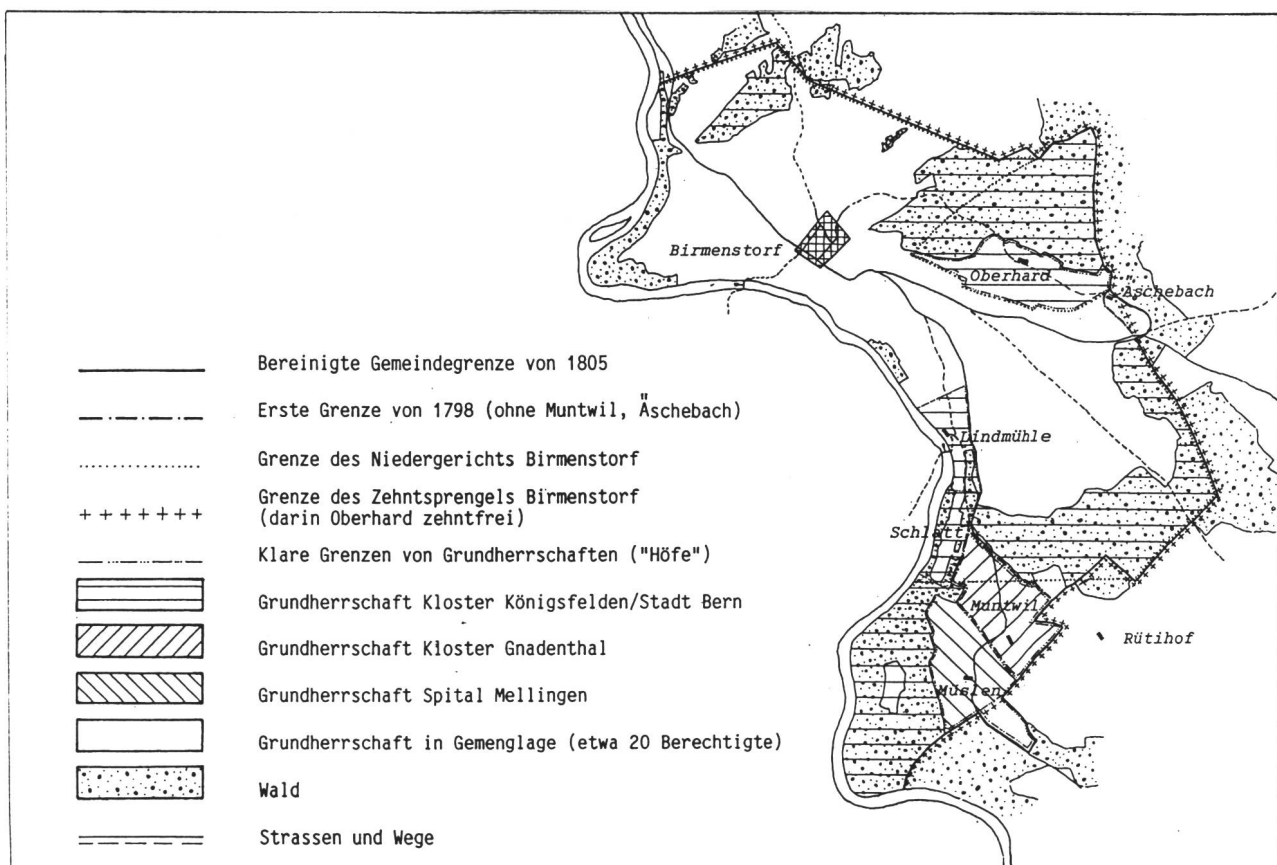 Birmenstorf
Oberhard
Äschebach
Lindmühle
Schlatt
Muntwil
Rütihof
Müslen
Bereinigte Gemeindegrenze von 1805
Erste Grenze von 1798 (ohne Muntwil, Äschebach)
Grenze des Niedergerichts Birmenstorf
Grenze des Zehntsprengels Birmenstorf
(darin Oberhard zehntfrei)
Klare Grenzen von Grundherrschaften ("Höfe")
Grundherrschaft Kloster Königsfelden/Stadt Bern
Grundherrschaft Kloster Gnadenthal
Grundherrschaft Spital Mellingen
Grundherrschaft in Gemenglage (etwa 20 Berechtigte)
Wald
Strassen und Wege